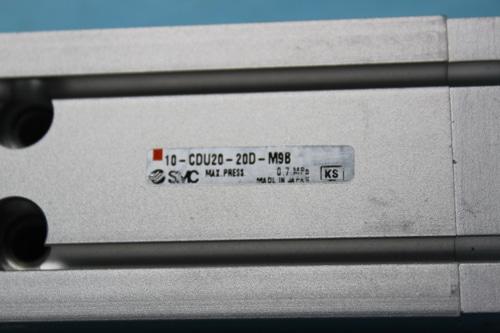 10-CDU20-20D-M9B
SMC MAX.PRESS 0.7 MPa
MADE IN JAPAN KS